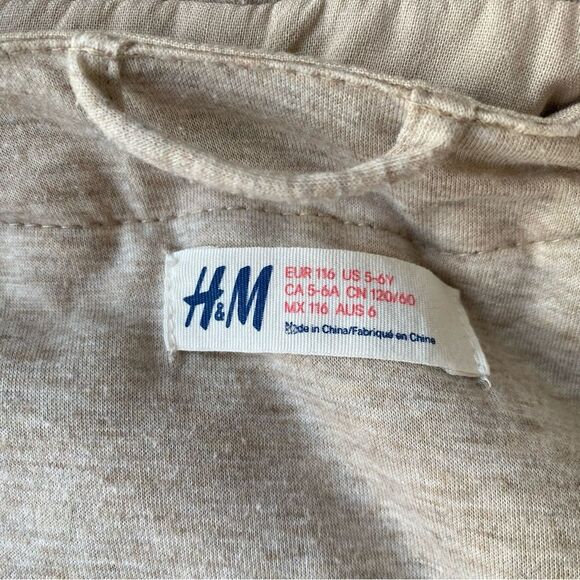 H&M
EUR 116 US 5-6Y
CA 5-6A CN 120/60
MX 116 AUS 6
Made in China/Fabriqué en Chine